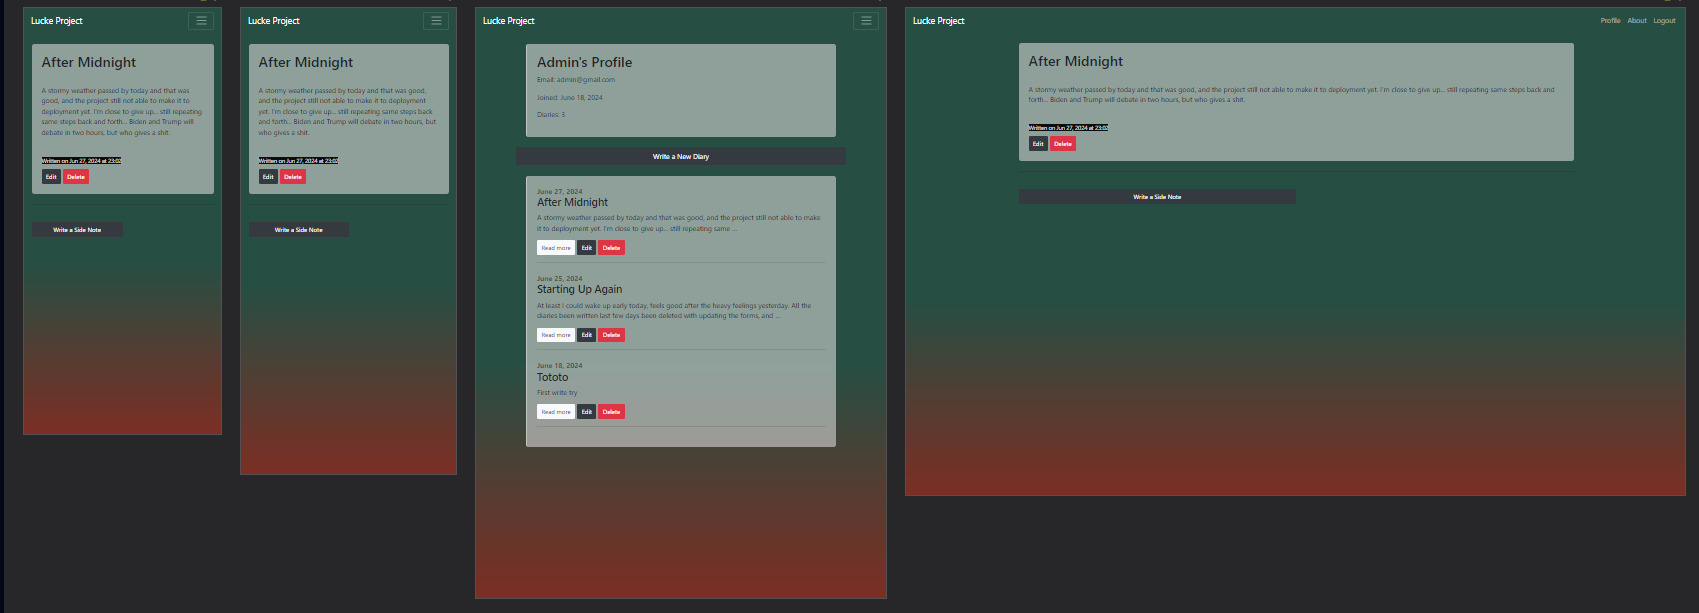 Lucke Project
After Midnight
A stormy weather passed by today and that was
good, and the project still not able to make it to
deployment yet. I'm close to give up... still repeating
same steps back and forth... Biden and Trump will
debate in two hours, but who gives a shit.
Written on Jun 27, 2024 at 23:02
Edit Delete
Write a Side Note
Lucke Project
After Midnight
A stormy weather passed by today and that was good,
and the project still not able to make it to deployment
yet. I'm close to give up... still repeating same steps back
and forth... Biden and Trump will debate in two hours, but
who gives a shit.
Written on Jun 27, 2024 at 23:02
Edit Delete
Write a Side Note
Lucke Project
Admin's Profile
Email: admin@gmail.com
Joined: June 18, 2024
Diaries: 3
Write a New Diary
June 27, 2024
After Midnight
A stormy weather passed by today and that was good, and the project still not able to make
it to deployment yet. I'm close to give up... still repeating same ...
Read more Edit Delete
June 25, 2024
Starting Up Again
At least i could wake up early today, feels good after the heavy feelings yesterday. All the
diaries been written last few days been deleted with updating the forms, and ...
Read more Edit Delete
June 18, 2024
Tototo
First write try
Read more Edit Delete
Lucke Project
Profile About Logout
After Midnight
A stormy weather passed by today and that was good, and the project still not able to make it to deployment yet. I'm close to give up... still repeating same steps back and
forth... Biden and Trump will debate in two hours, but who gives a shit.
Written on Jun 27, 2024 at 23:02
Edit Delete
Write a Side Note